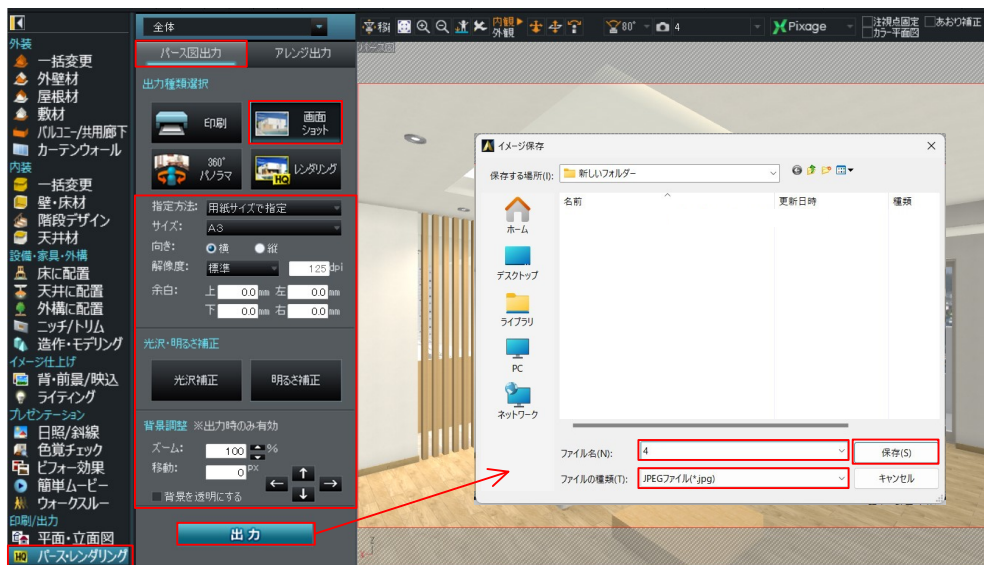 全体
内観
外観
80°
4
Pixage
注視点固定
カラー平面図
あおり補正
外装
一括変更
外壁材
屋根材
敷材
バルコニー/共用廊下
カーテンウォール
内装
一括変更
壁・床材
階段デザイン
天井材
設備・家具・外構
床に配置
天井に配置
外構に配置
ニッチ/トリム
造作・モデリング
イメージ仕上げ
背・前景/映込
ライティング
プレゼンテーション
日照/斜線
色覚チェック
ビフォー効果
簡単ムービー
ウォークスルー
印刷/出力
平面・立面図
HQ パース・レンダリング
パース図出力 アレンジ出力
出力種類選択
印刷
画面
ショット
360°
パノラマ
HQ レンダリング
指定方法: 用紙サイズで指定
サイズ: A3
向き: 横 縦
解像度: 標準 125 dpi
余白: 上 0.0 mm 左 0.0 mm
下 0.0 mm 右 0.0 mm
光沢・明るさ補正
光沢補正 明るさ補正
背景調整 ※出力時のみ有効
ズーム: 100 %
移動: 0 PX
背景を透明にする
出力
パース図
イメージ保存
保存する場所(I): 新しいフォルダー
名前 更新日時 種類
ホーム
デスクトップ
ライブラリ
PC
ネットワーク
ファイル名(N): 4 保存(S)
ファイルの種類(T): JPEGファイル(*.jpg) キャンセル
Z
X